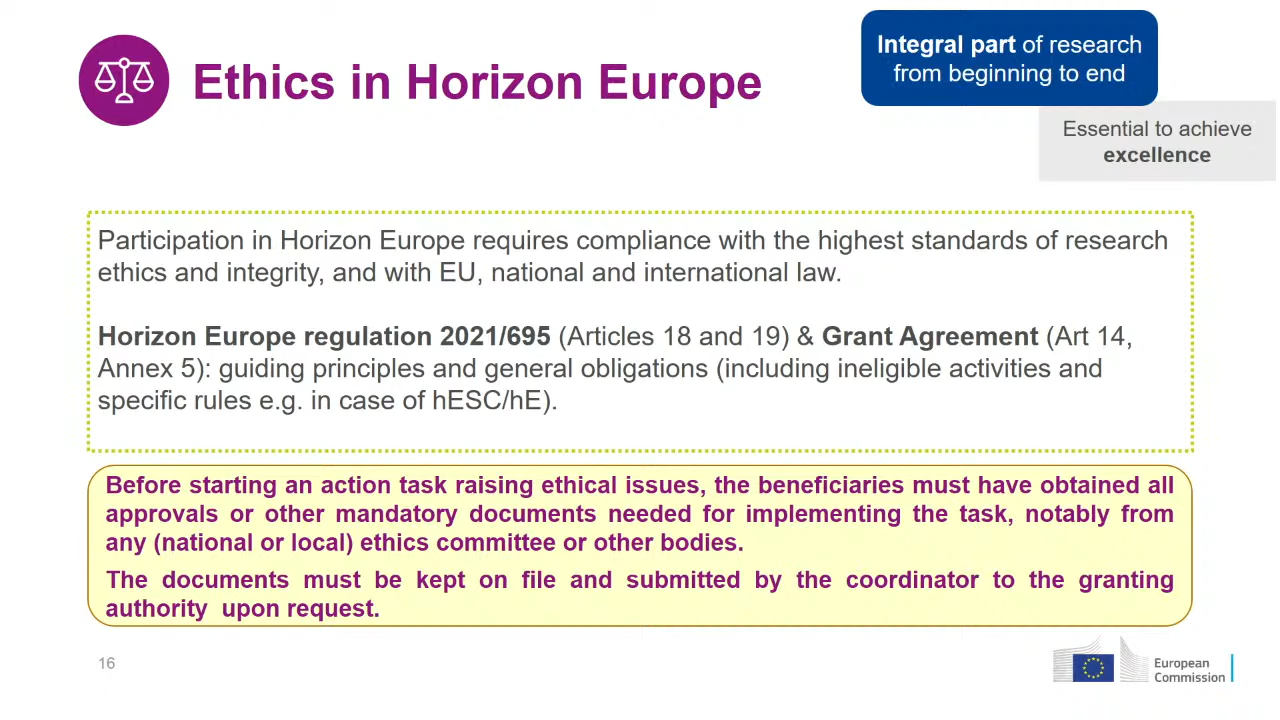 Integral part of research
from beginning to end
Ethics in Horizon Europe
Essential to achieve
excellence
Participation in Horizon Europe requires compliance with the highest standards of research
ethics and integrity, and with EU, national and international law.
Horizon Europe regulation 2021/695 (Articles 18 and 19) & Grant Agreement (Art 14,
Annex 5): guiding principles and general obligations (including ineligible activities and
specific rules e.g. in case of hESC/hE).
Before starting an action task raising ethical issues, the beneficiaries must have obtained all
approvals or other mandatory documents needed for implementing the task, notably from
any (national or local) ethics committee or other bodies.
The documents must be kept on file and submitted by the coordinator to the granting
authority upon request.
16
European
Commission